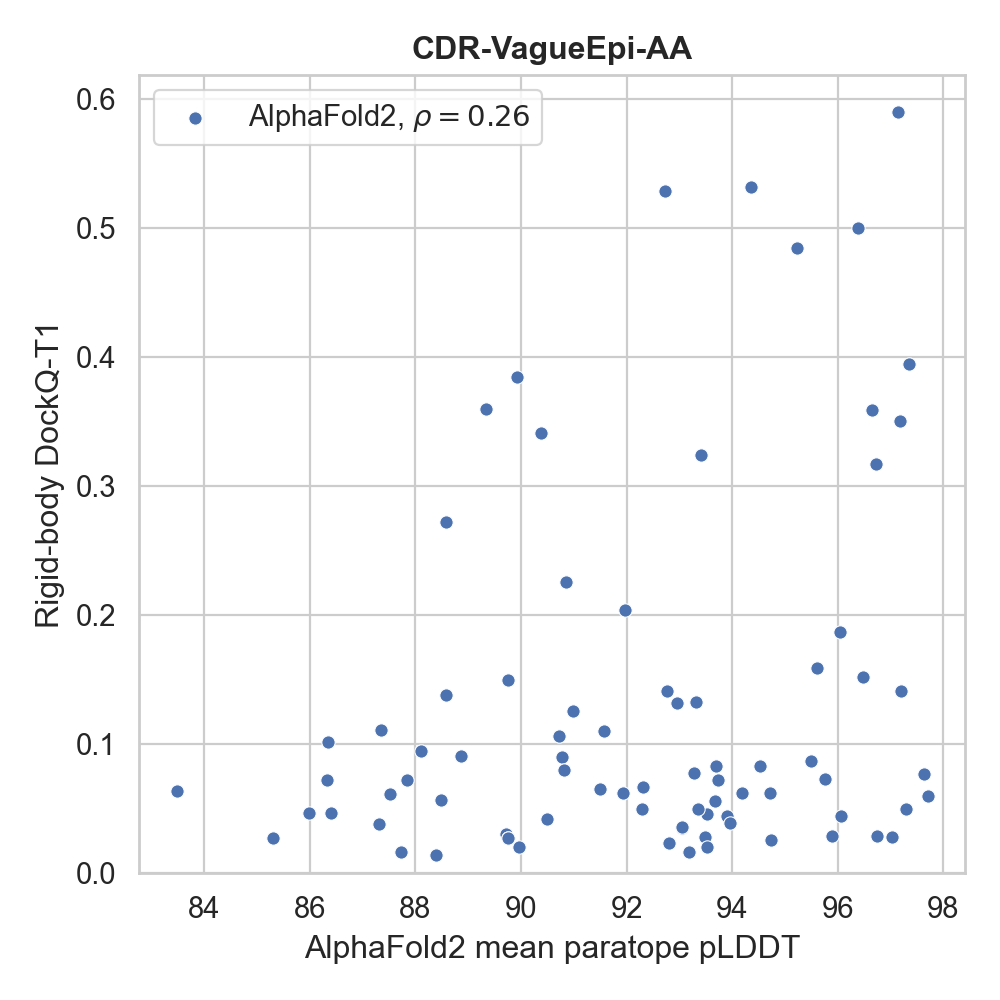 CDR-VagueEpi-AA
AlphaFold2, ρ = 0.26
0.6
0.5
0.4
0.3
0.2
0.1
0.0
Rigid-body DockQ-T1
84 86 88 90 92 94 96 98
AlphaFold2 mean paratope pLDDT